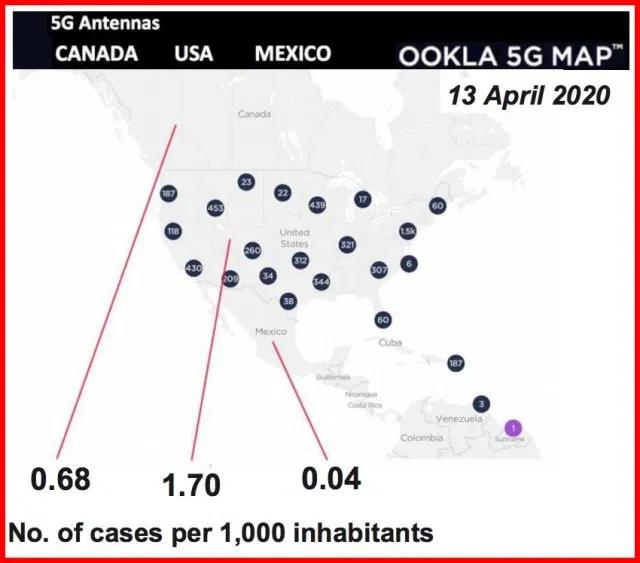 5G Antennas
CANADA USA MEXICO
OOKLA 5G MAP™
13 April 2020
Canada
23
187
22
17
453
439
60
118
United
States
1.5k
321
260
312
6
430
209
34
307
344
38
60
Mexico
Cuba
187
Guatemala
Nicaragua
Costa Rica
3
Venezuela
1
Colombia
Suriname
0.68
1.70
0.04
No. of cases per 1,000 inhabitants